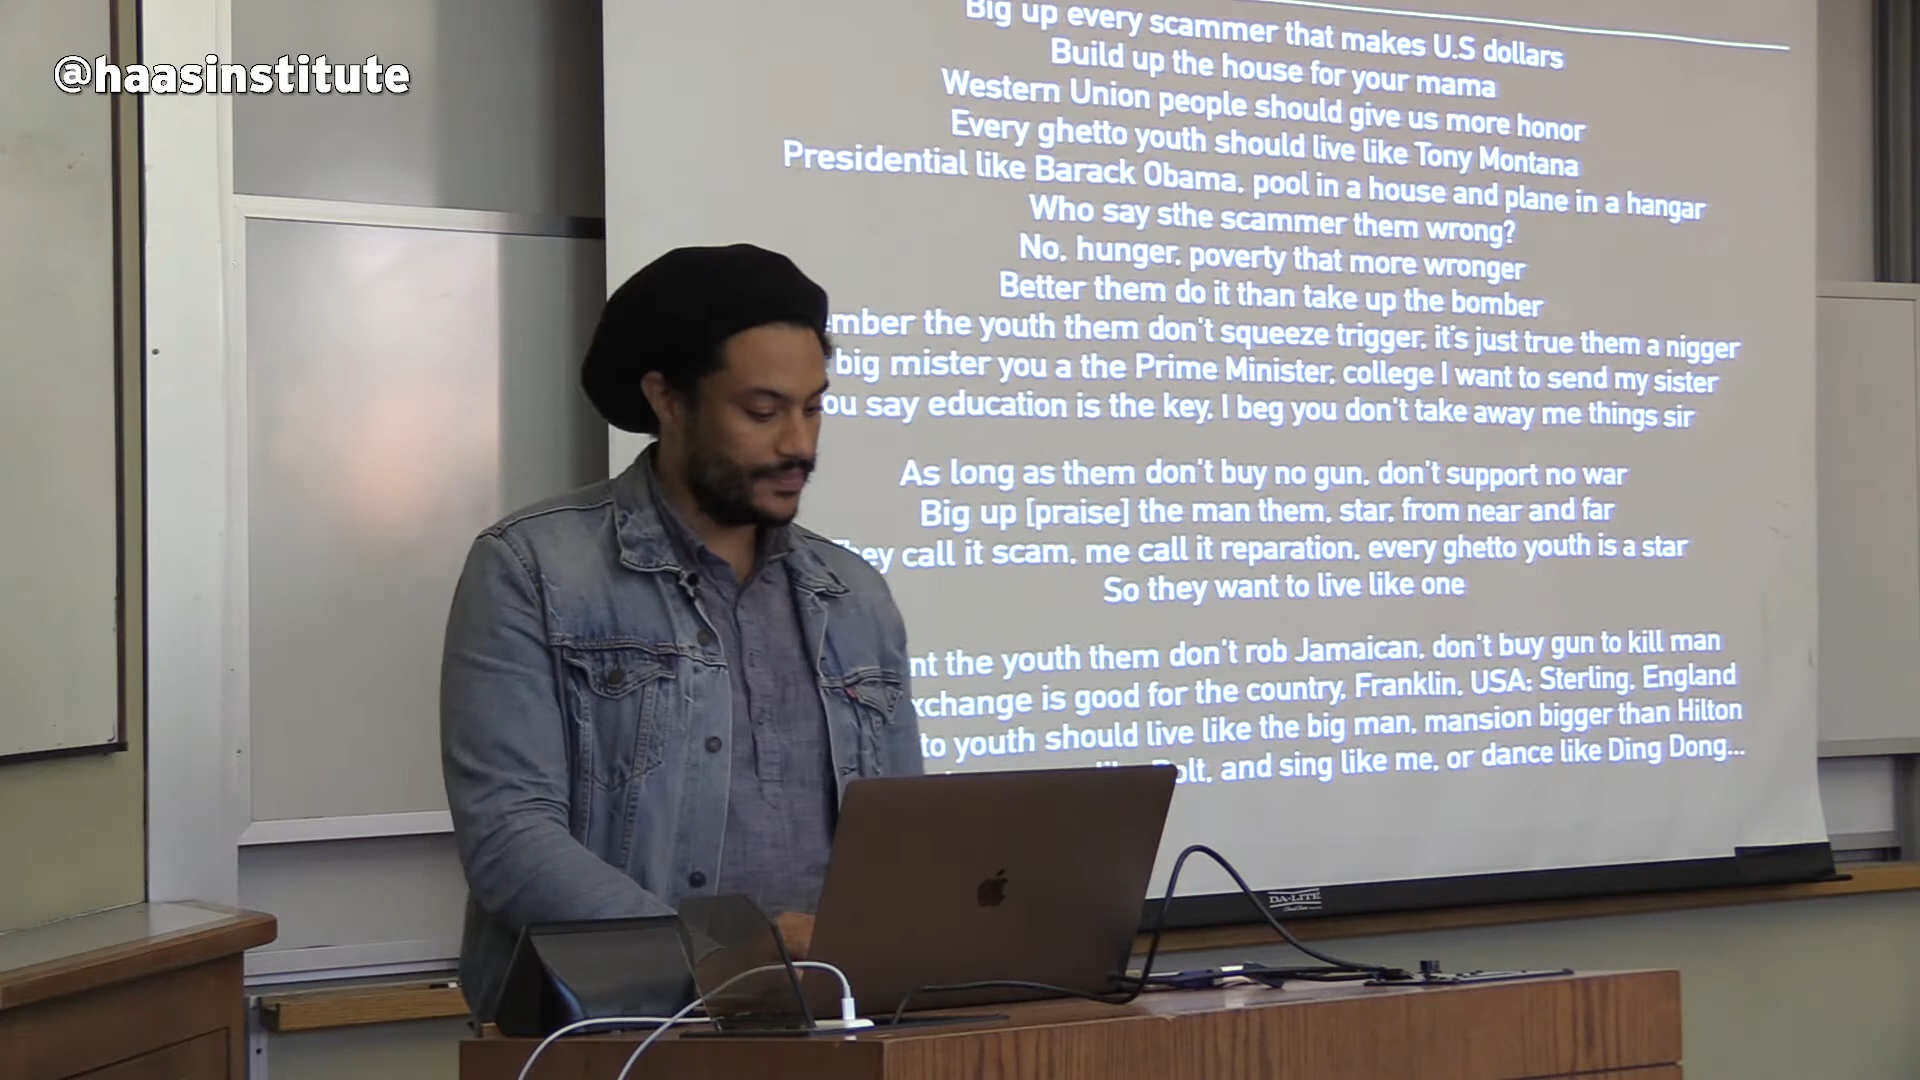 @haasinstitute
Big up every scammer that makes U.S dollars
Build up the house for your mama
Western Union people should give us more honor
Every ghetto youth should live like Tony Montana
Presidential like Barack Obama, pool in a house and plane in a hangar
Who say sthe scammer them wrong?
No, hunger, poverty that more wronger
Better them do it than take up the bomber
the youth them don't squeeze trigger, it's just true them a nigger
big mister you a the Prime Minister, college I want to send my sister
say education is the key, I beg you don't take away me things sir
As long as them don't buy no gun, don't support no war
Big up [praise] the man them, star, from near and far
They call it scam, me call it reparation, every ghetto youth is a star
So they want to live like one
the youth them don't rob Jamaican, don't buy gun to kill man
is good for the country, Franklin, USA; Sterling, England
to youth should live like the big man, mansion bigger than Hilton
and sing like me, or dance like Ding Dong...
DA-LITE